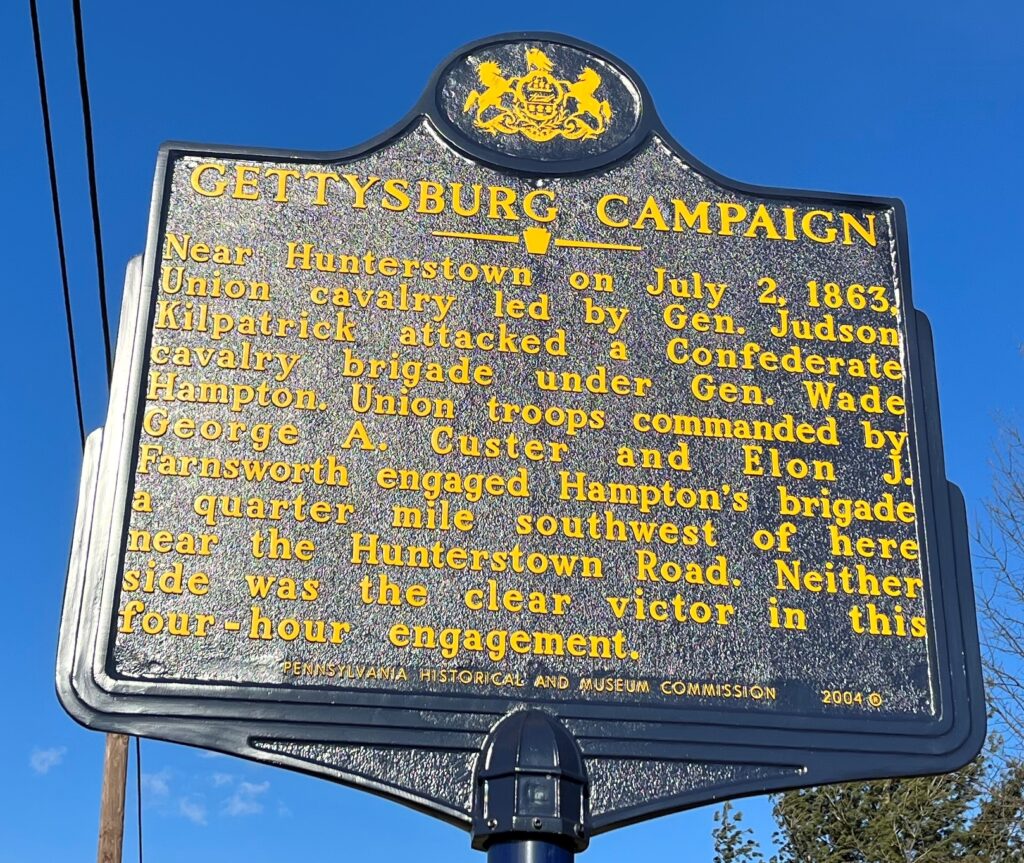 GETTYSBURG CAMPAIGN
Near Hunterstown on July 2, 1863,
Union cavalry led by Gen. Judson
Kilpatrick attacked a Confederate
cavalry brigade under Gen. Wade
Hampton. Union troops commanded by
George A. Custer and Elon J.
Farnsworth engaged Hampton's brigade
a quarter mile southwest of here
near the Hunterstown Road. Neither
side was the clear victor in this
four-hour engagement.
PENNSYLVANIA HISTORICAL AND MUSEUM COMMISSION 2004 ®